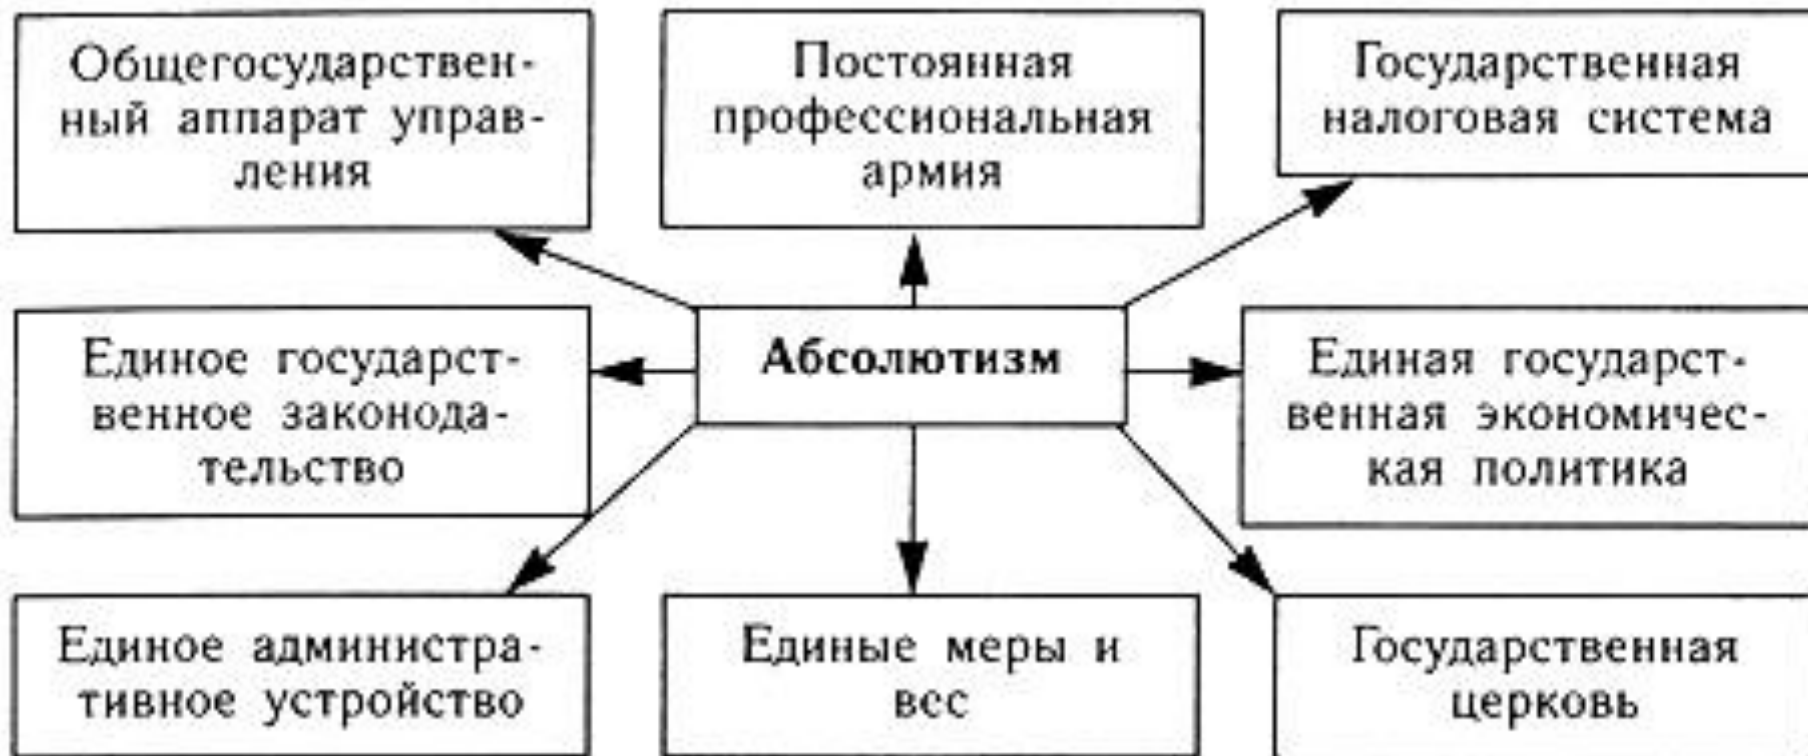 Общегосударствен-
ный аппарат управ-
ления
Постоянная
профессиональная
армия
Государственная
налоговая система
Единое государст-
венное законода-
тельство
Абсолютизм
Единая государст-
венная экономичес-
кая политика
Единое администра-
тивное устройство
Единые меры и
вес
Государственная
церковь